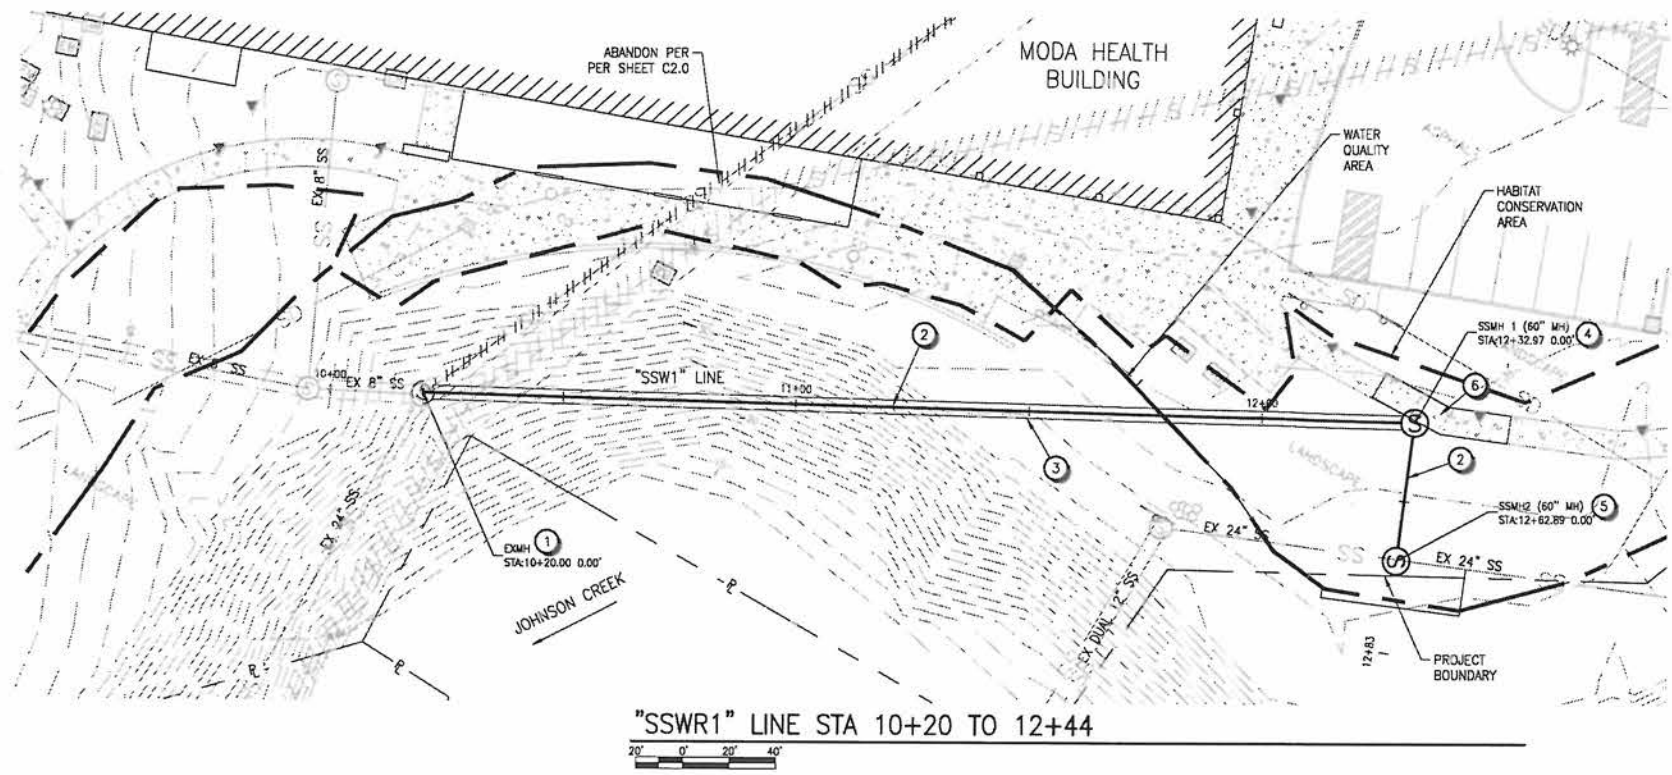 ABANDON PER
PER SHEET C2.0
MODA HEALTH
BUILDING
WATER
QUALITY
AREA
ASPHALT
HABITAT
CONSERVATION
AREA
EX 8" SS
SS
SS
EX 8" SS
10+00
EX 8" SS
"SSW1" LINE
11+00
2
12+00
SSMH 1 (60" MH)
STA:12+32.97 0.00'
4
6
S
LANDSCAPE
LANDSCAPE
LANDSCAPE
3
2
SSMH2 (60" MH)
STA:12+62.89 0.00'
5
S
EX 24" SS
EX 24" SS
SS
EX 24" SS
EXMH
STA:10+20.00 0.00'
1
JOHNSON CREEK
EX DUAL 12" SS
12+83
PROJECT
BOUNDARY
"SSWR1" LINE STA 10+20 TO 12+44
20' 0' 20' 40'